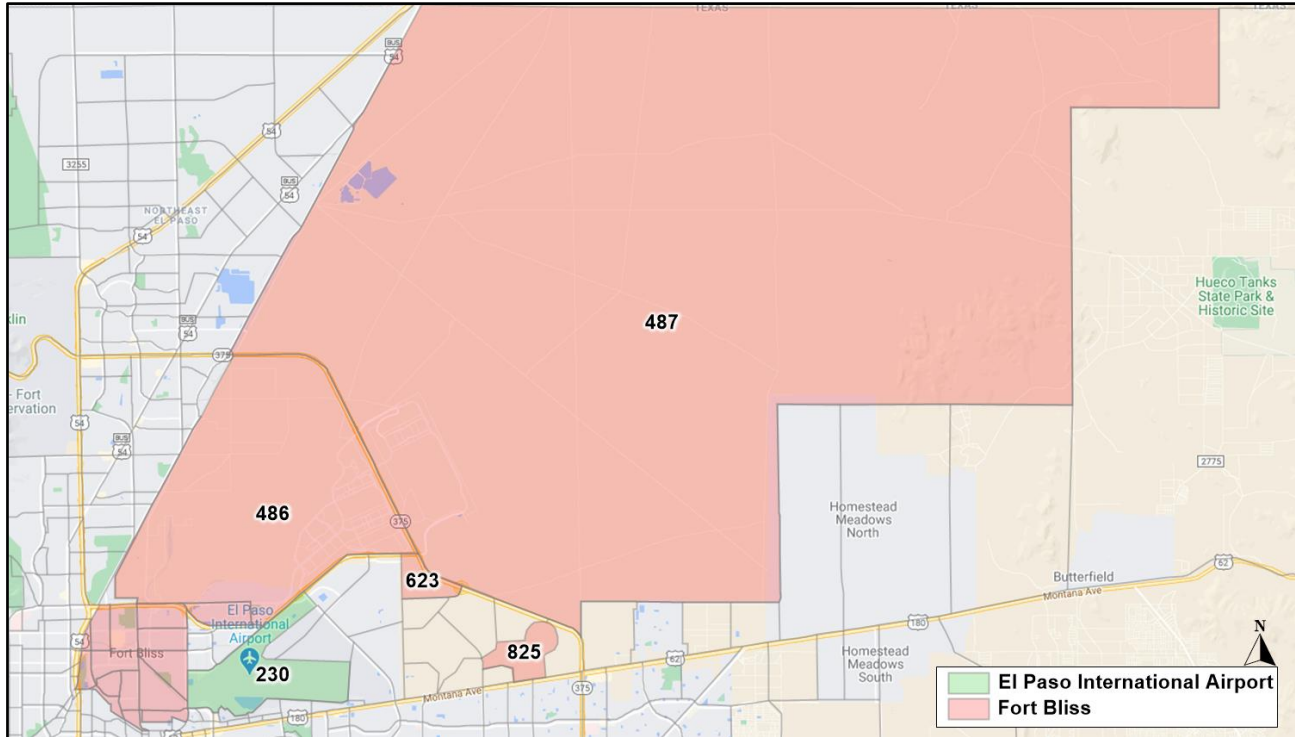 TEXAS
TEXAS
TEXAS
BUS
54
54
3255
BUS
54
NORTHEAST
EL PASO
54
Hueco Tanks
State Park &
Historic Site
klin
BUS
54
487
375
- Fort
ervation
54
BUS
54
2775
486
375
Homestead
Meadows
North
623
Butterfield
62
Montana Ave
El Paso
International
Airport
54
Fort Bliss
180
825
62
Homestead
Meadows
South
230
Montana Ave
375
180
N
El Paso International Airport
Fort Bliss